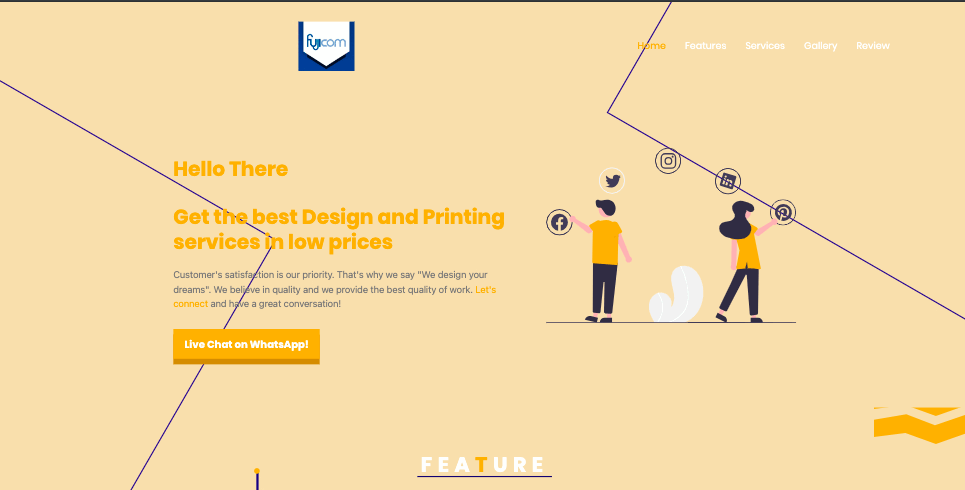 fujicom
Home Features Services Gallery Review
Hello There
Get the best Design and Printing
services in low prices
Customer's satisfaction is our priority. That's why we say "We design your
dreams". We believe in quality and we provide the best quality of work. Let's
connect and have a great conversation!
Live Chat on WhatsApp!
FEATURE